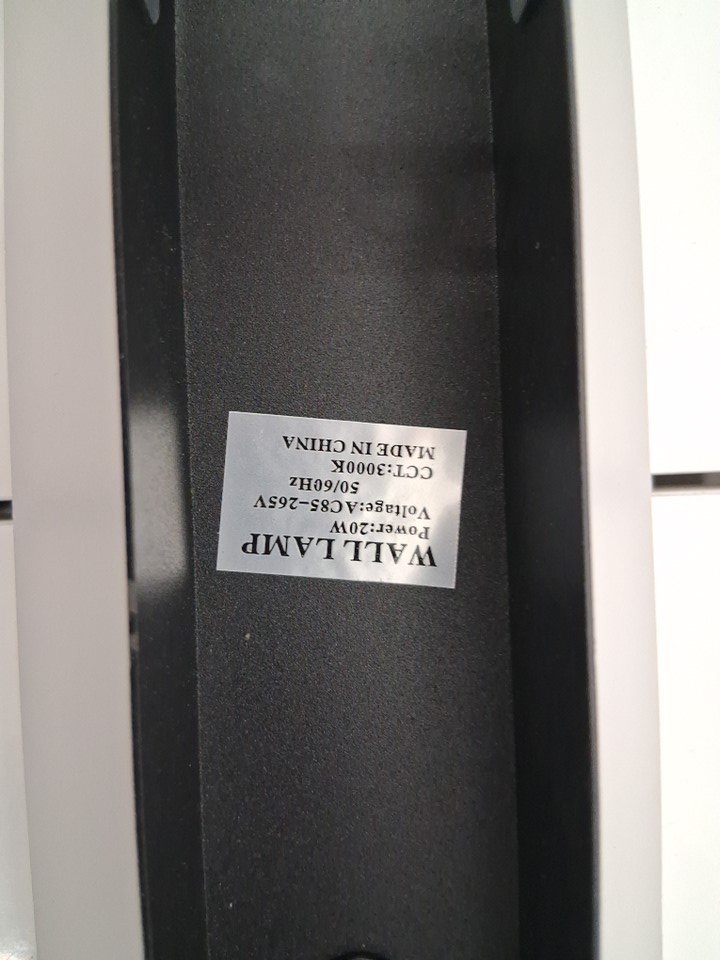 WALL LAMP
Power:20W
Voltage:AC85-265V
50/60Hz
CCT:3000K
MADE IN CHINA